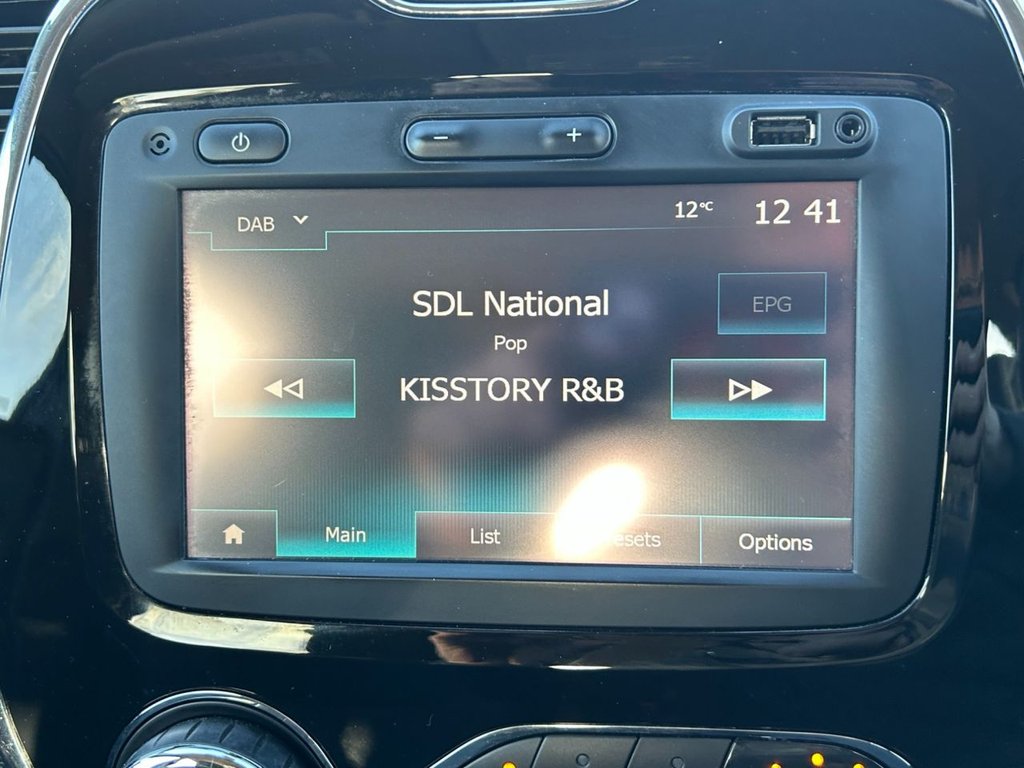 DAB 12°C 12 41
SDL National
EPG
Pop
KISSTORY R&B
Main List Options